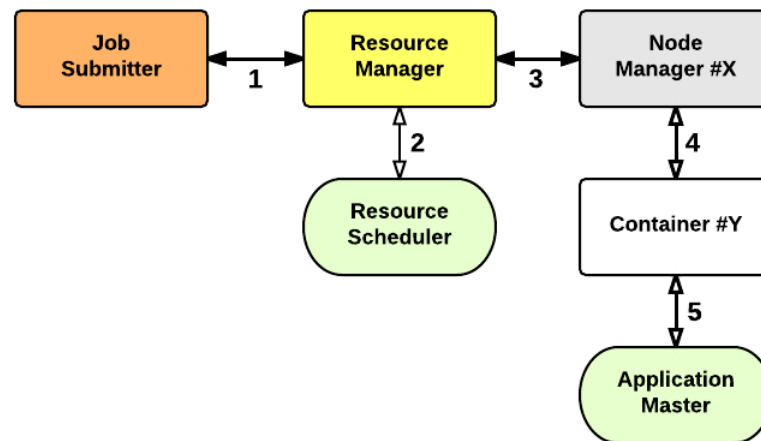 Job
Submitter
1
Resource
Manager
3
Node
Manager #X
2
4
Resource
Scheduler
Container #Y
5
Application
Master